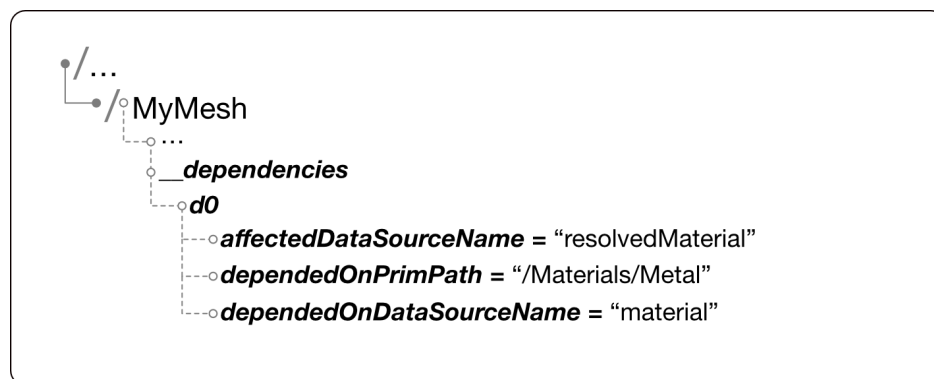 /...
/ MyMesh
...
__dependencies
d0
affectedDataSourceName = “resolvedMaterial”
dependedOnPrimPath = “/Materials/Metal”
dependedOnDataSourceName = “material”